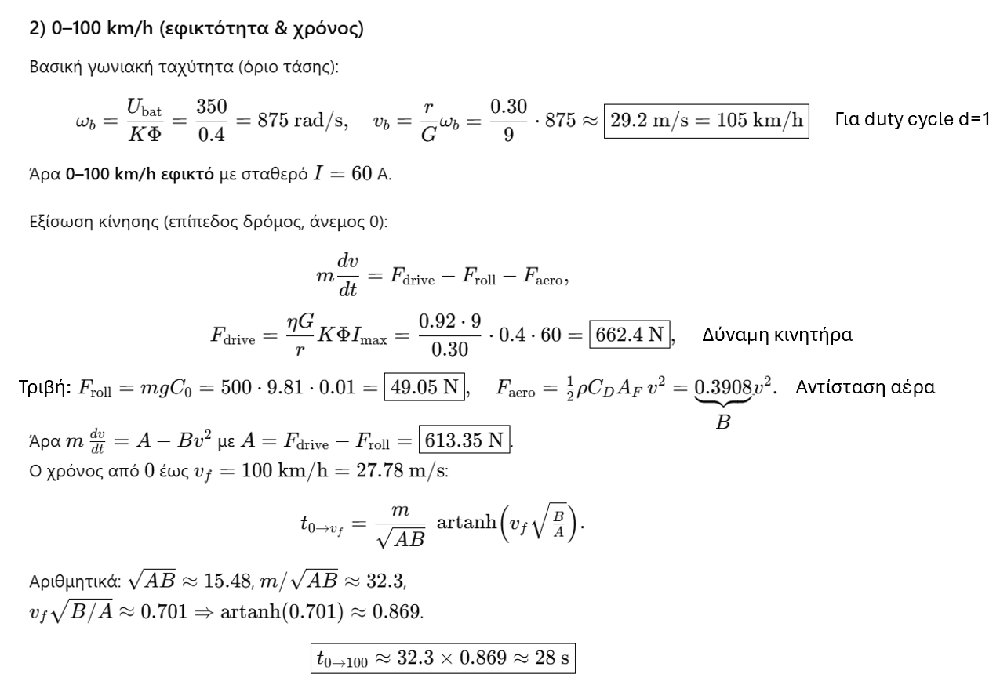 2) 0–100 km/h (εφικτότητα & χρόνος)
Βασική γωνιακή ταχύτητα (όριο τάσης):
$\omega_b = \frac{U_{\text{bat}}}{K\Phi} = \frac{350}{0.4} = 875 \text{ rad/s}, \quad v_b = \frac{r}{G}\omega_b = \frac{0.30}{9} \cdot 875 \approx \boxed{29.2 \text{ m/s} = 105 \text{ km/h}}$ Για duty cycle d=1
Άρα 0–100 km/h εφικτό με σταθερό $I = 60$ A.
Εξίσωση κίνησης (επίπεδος δρόμος, άνεμος 0):
$m\frac{dv}{dt} = F_{\text{drive}} - F_{\text{roll}} - F_{\text{aero}},$
$F_{\text{drive}} = \frac{\eta G}{r} K\Phi I_{\text{max}} = \frac{0.92 \cdot 9}{0.30} \cdot 0.4 \cdot 60 = \boxed{662.4 \text{ N}},$ Δύναμη κινητήρα
Τριβή: $F_{\text{roll}} = mgC_0 = 500 \cdot 9.81 \cdot 0.01 = \boxed{49.05 \text{ N}}, \quad F_{\text{aero}} = \frac{1}{2}\rho C_D A_F v^2 = \underbrace{0.3908}_{B} v^2.$ Αντίσταση αέρα
Άρα $m\frac{dv}{dt} = A - Bv^2$ με $A = F_{\text{drive}} - F_{\text{roll}} = \boxed{613.35 \text{ N}}.$
Ο χρόνος από $0$ έως $v_f = 100 \text{ km/h} = 27.78 \text{ m/s}$:
$t_{0 \to v_f} = \frac{m}{\sqrt{AB}} \text{ artanh}\left(v_f \sqrt{\frac{B}{A}}\right).$
Αριθμητικά: $\sqrt{AB} \approx 15.48, m/\sqrt{AB} \approx 32.3,$
$v_f\sqrt{B/A} \approx 0.701 \Rightarrow \text{artanh}(0.701) \approx 0.869.$
$\boxed{t_{0 \to 100} \approx 32.3 \times 0.869 \approx 28 \text{ s}}$